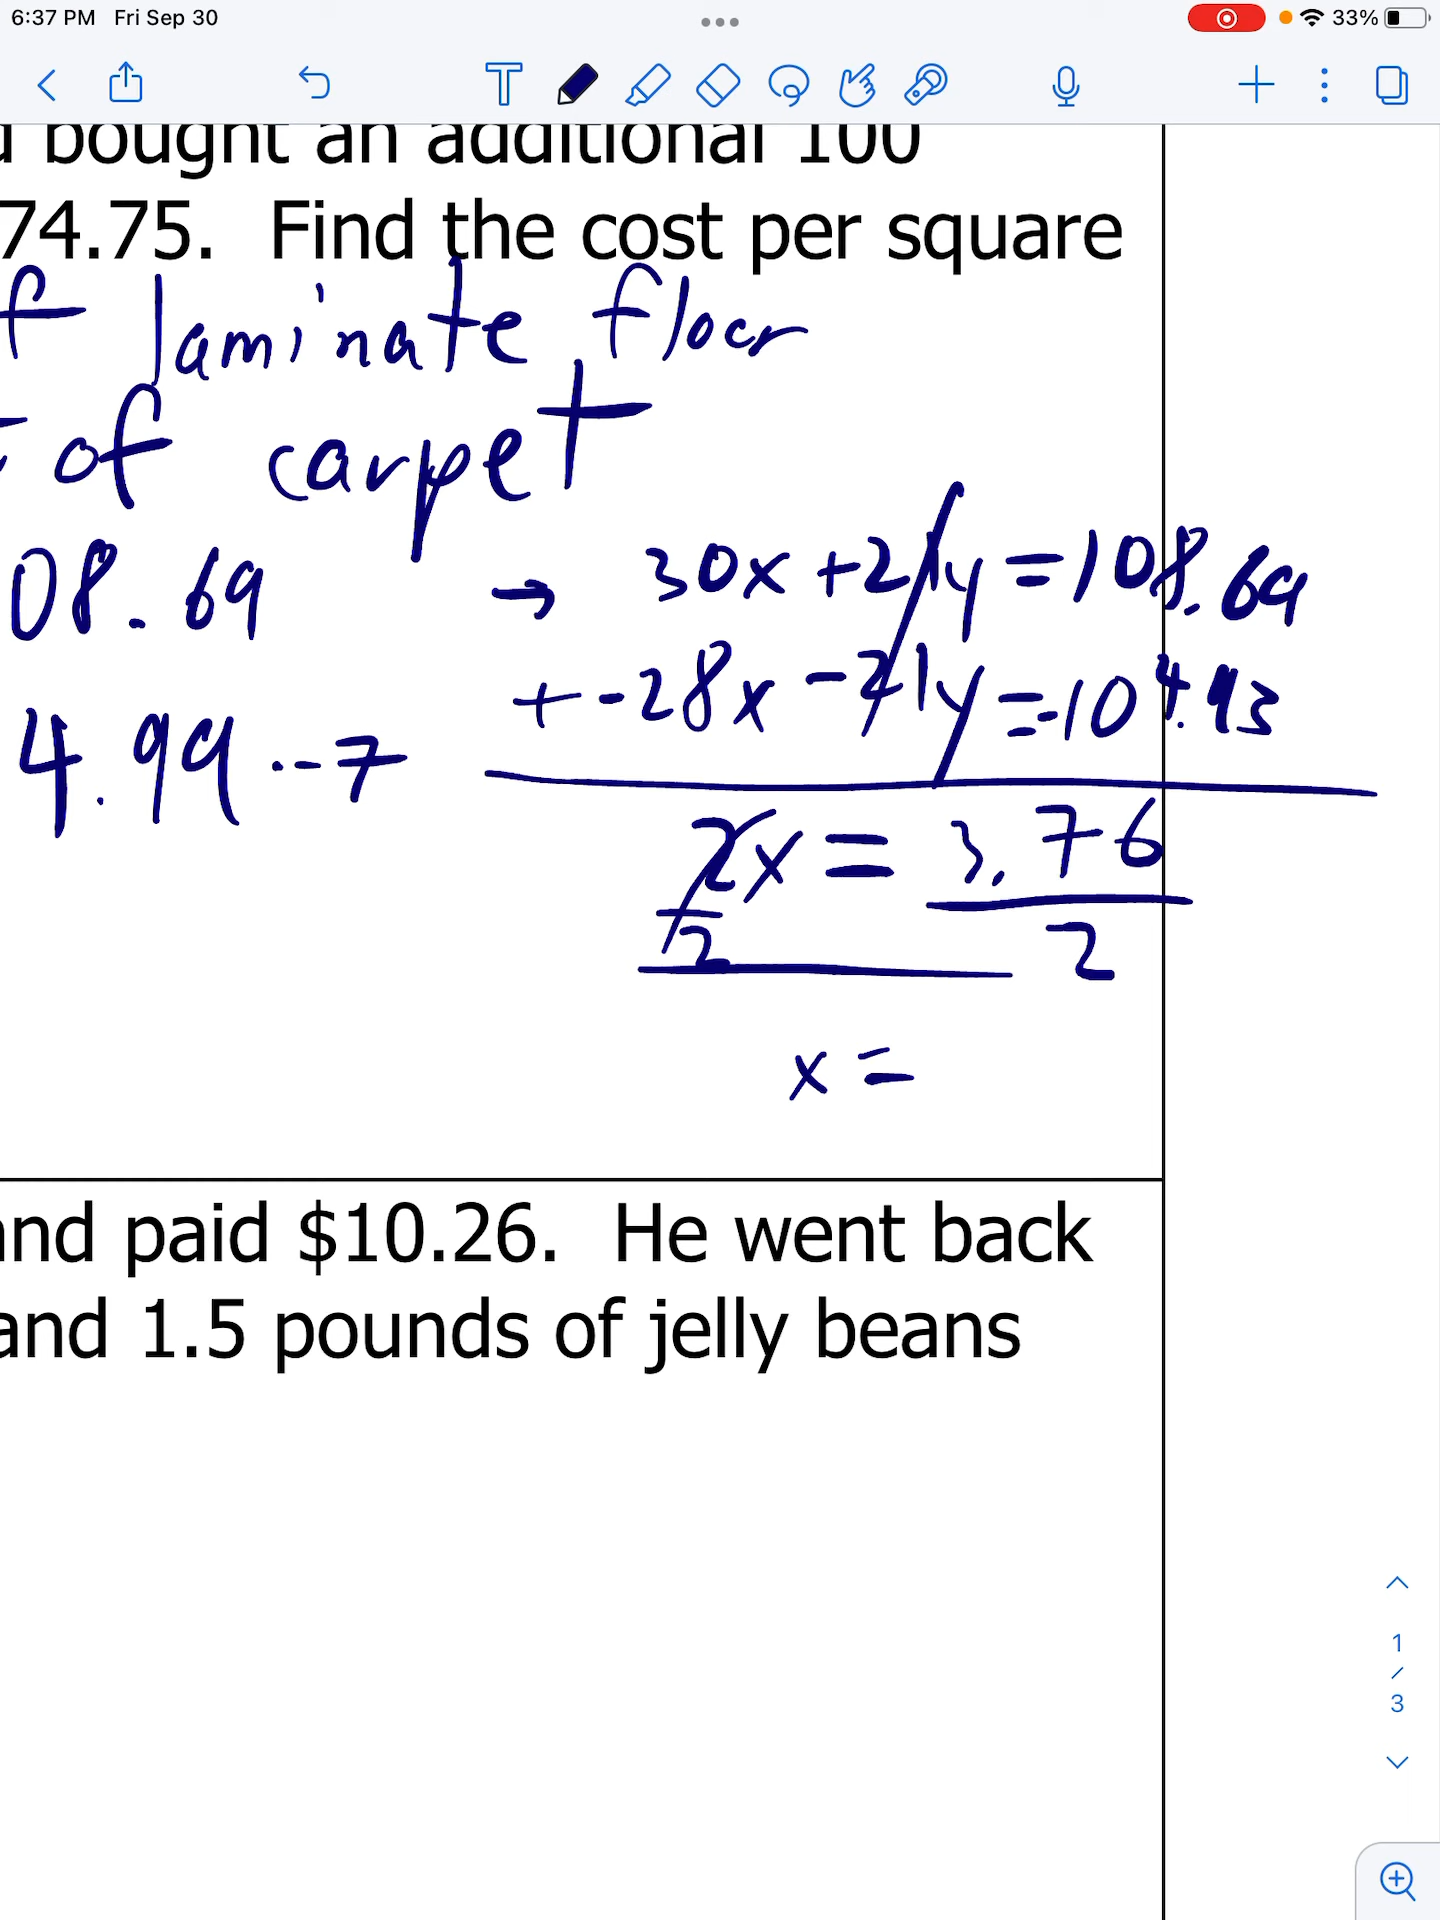 6:37 PM Fri Sep 30
33%
T
bought an additional 100
74.75. Find the cost per square
f laminate floor
of carpet
08.69 → 30x +21y =108.69
+ -28x -21y =-104.93
4.99 ·-7
2x = 3.76
2 2
x =
and paid $10.26. He went back
and 1.5 pounds of jelly beans
1
/
3